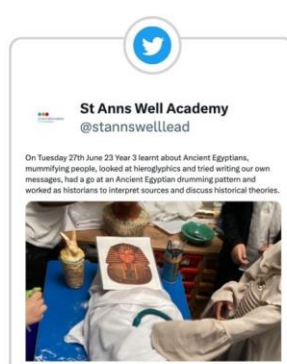 St Anns Well Academy
@stannswelllead
On Tuesday 27th June 23 Year 3 learnt about Ancient Egyptians,
mummifying people, looked at hieroglyphics and tried writing our own
messages, had a go at an Ancient Egyptian drumming pattern and
worked as historians to interpret sources and discuss historical theories.